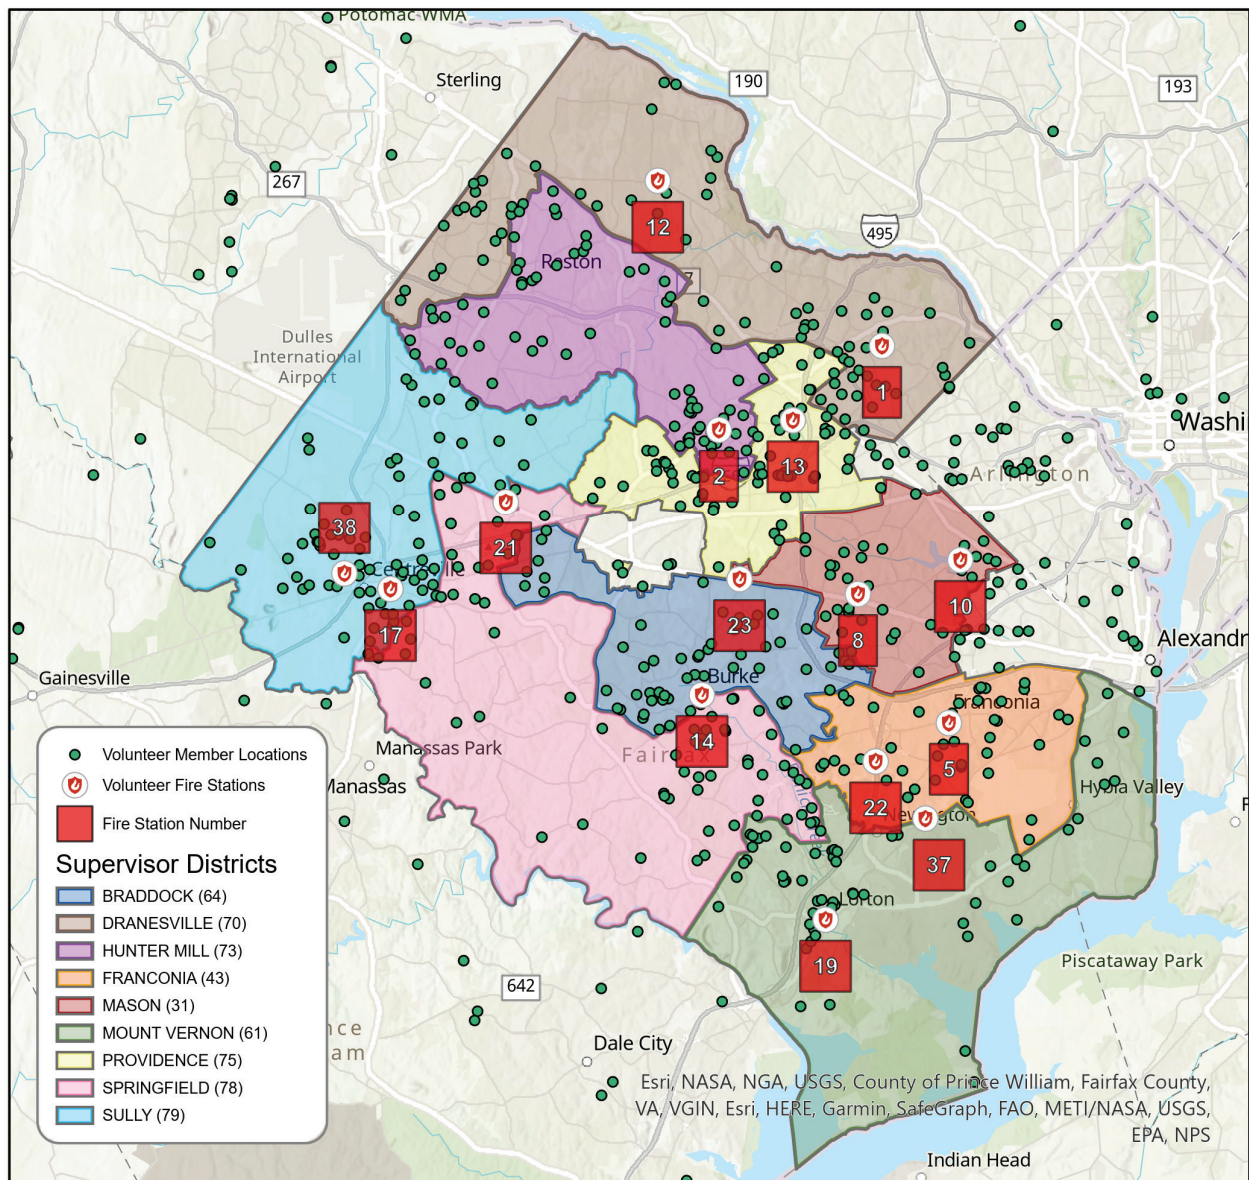 Potomac WMA
Sterling
190
193
267
495
12
Reston
7
Dulles
International
Airport
1
Washi
13
2
Arlington
38
21
Centreville
17
10
23
8
Alexandr
Gainesville
Burke
Franconia
14
Fairfax
5
Manassas Park
Manassas
22
Newington
Hybla Valley
37
Lorton
19
Piscataway Park
642
nce
am
Dale City
Volunteer Member Locations
Volunteer Fire Stations
Fire Station Number
Supervisor Districts
BRADDOCK (64)
DRANESVILLE (70)
HUNTER MILL (73)
FRANCONIA (43)
MASON (31)
MOUNT VERNON (61)
PROVIDENCE (75)
SPRINGFIELD (78)
SULLY (79)
Esri, NASA, NGA, USGS, County of Prince William, Fairfax County,
VA, VGIN, Esri, HERE, Garmin, SafeGraph, FAO, METI/NASA, USGS,
EPA, NPS
Indian Head